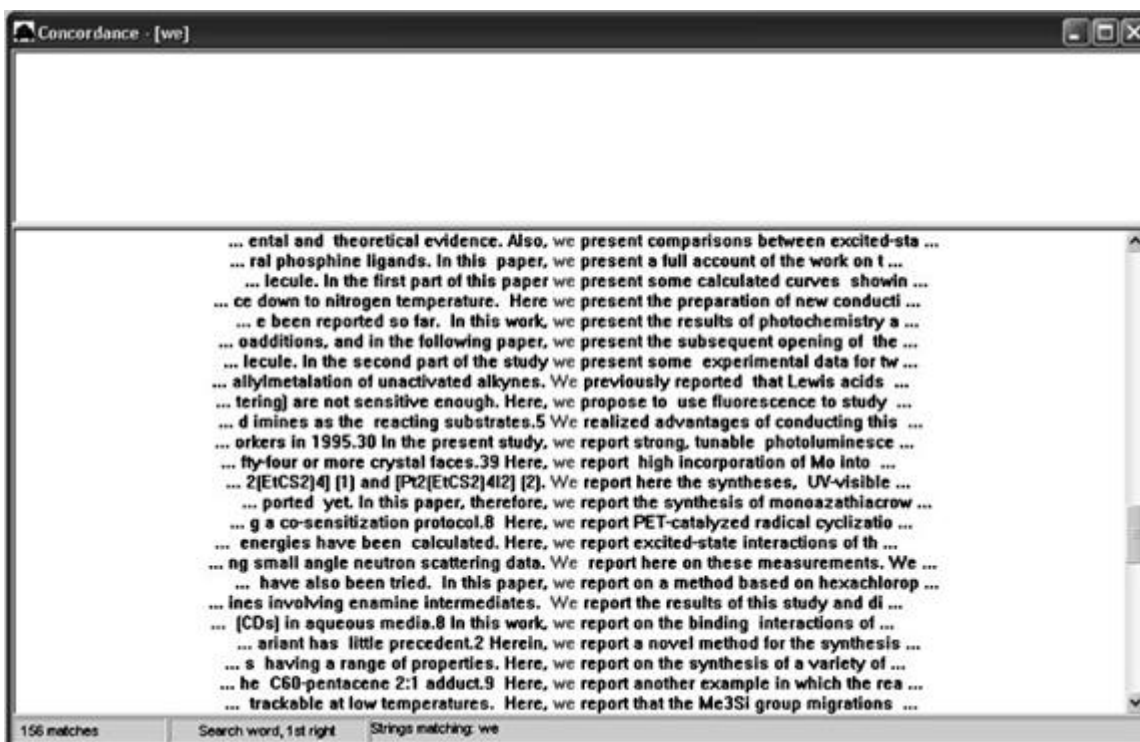 Concordance - [we]
... ental and theoretical evidence. Also, we present comparisons between excited-sta ...
... ral phosphine ligands. In this paper, we present a full account of the work on t ...
... lecule. In the first part of this paper we present some calculated curves showin ...
... ce down to nitrogen temperature. Here we present the preparation of new conducti ...
... e been reported so far. In this work, we present the results of photochemistry a ...
... oadditions, and in the following paper, we present the subsequent opening of the ...
... lecule. In the second part of the study we present some experimental data for tw ...
... allylmetalation of unactivated alkynes. We previously reported that Lewis acids ...
... tering) are not sensitive enough. Here, we propose to use fluorescence to study ...
... d imines as the reacting substrates.5 We realized advantages of conducting this ...
... orkers in 1995.30 In the present study, we report strong, tunable photoluminesce ...
... fty-four or more crystal faces.39 Here, we report high incorporation of Mo into ...
... 2[EtCS2)4] [1) and [Pt2[EtCS2)4I2] [2). We report here the syntheses, UV-visible ...
... ported yet. In this paper, therefore, we report the synthesis of monoazathiacrow ...
... g a co-sensitization protocol.8 Here, we report PET-catalyzed radical cyclizatio ...
... energies have been calculated. Here, we report excited-state interactions of th ...
... ng small angle neutron scattering data. We report here on these measurements. We ...
... have also been tried. In this paper, we report on a method based on hexachlorop ...
... ines involving enamine intermediates. We report the results of this study and di ...
... [CDs) in aqueous media.8 In this work, we report on the binding interactions of ...
... ariant has little precedent.2 Herein, we report a novel method for the synthesis ...
... s having a range of properties. Here, we report on the synthesis of a variety of ...
... he C60-pentacene 2:1 adduct.9 Here, we report another example in which the rea ...
... trackable at low temperatures. Here, we report that the Me3Si group migrations ...
156 matches Search word, 1st right Strings matching: we